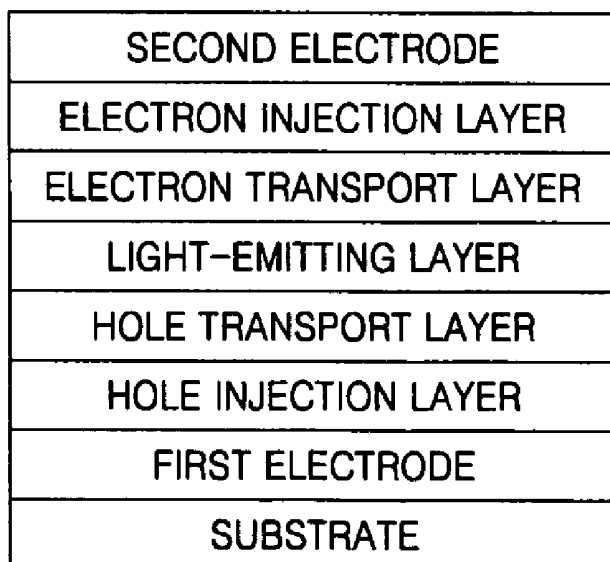 SECOND ELECTRODE
ELECTRON INJECTION LAYER
ELECTRON TRANSPORT LAYER
LIGHT-EMITTING LAYER
HOLE TRANSPORT LAYER
HOLE INJECTION LAYER
FIRST ELECTRODE
SUBSTRATE